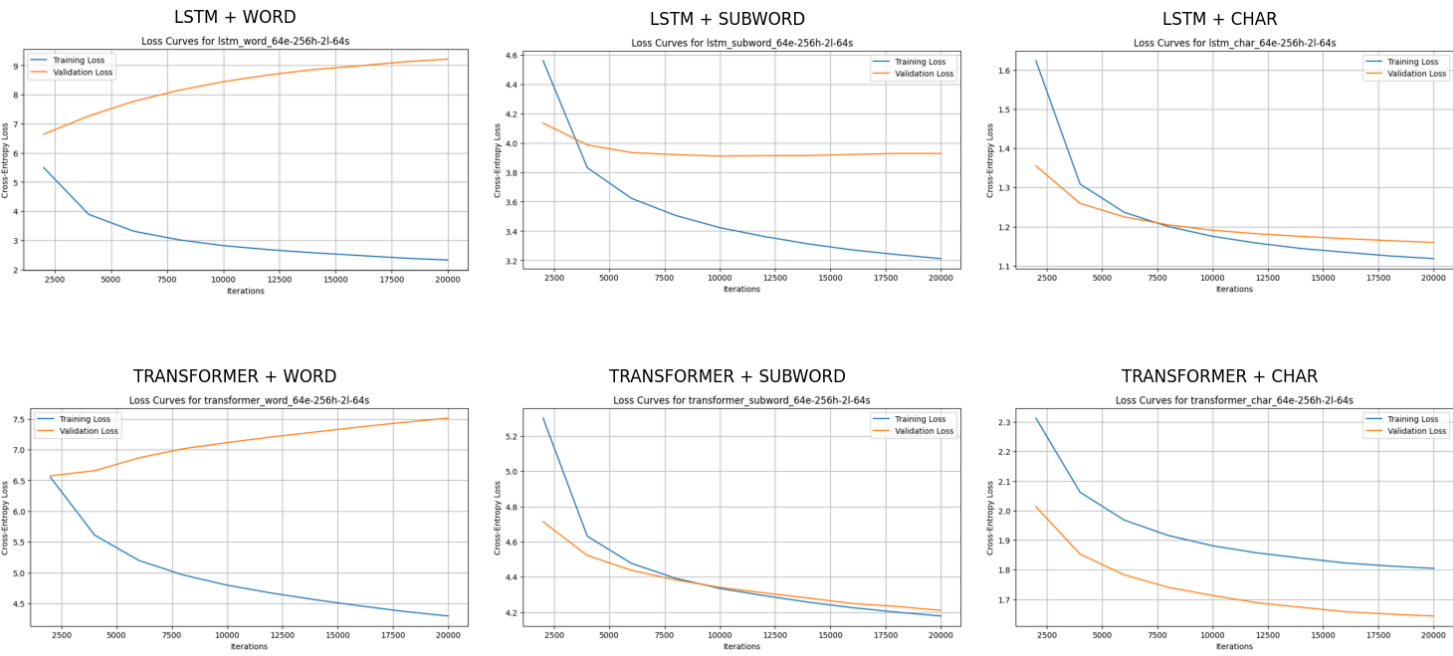 LSTM + WORD
Loss Curves for lstm_word_64e-256h-2l-64s
Training Loss
Validation Loss
Cross-Entropy Loss
9
8
7
6
5
4
3
2
2500 5000 7500 10000 12500 15000 17500 20000
Iterations
LSTM + SUBWORD
Loss Curves for lstm_subword_64e-256h-2l-64s
Training Loss
Validation Loss
Cross-Entropy Loss
4.6
4.4
4.2
4.0
3.8
3.6
3.4
3.2
2500 5000 7500 10000 12500 15000 17500 20000
Iterations
LSTM + CHAR
Loss Curves for lstm_char_64e-256h-2l-64s
Training Loss
Validation Loss
Cross-Entropy Loss
1.6
1.5
1.4
1.3
1.2
1.1
2500 5000 7500 10000 12500 15000 17500 20000
Iterations
TRANSFORMER + WORD
Loss Curves for transformer_word_64e-256h-2l-64s
Training Loss
Validation Loss
Cross-Entropy Loss
7.5
7.0
6.5
6.0
5.5
5.0
4.5
2500 5000 7500 10000 12500 15000 17500 20000
Iterations
TRANSFORMER + SUBWORD
Loss Curves for transformer_subword_64e-256h-2l-64s
Training Loss
Validation Loss
Cross-Entropy Loss
5.2
5.0
4.8
4.6
4.4
4.2
2500 5000 7500 10000 12500 15000 17500 20000
Iterations
TRANSFORMER + CHAR
Loss Curves for transformer_char_64e-256h-2l-64s
Training Loss
Validation Loss
Cross-Entropy Loss
2.3
2.2
2.1
2.0
1.9
1.8
1.7
2500 5000 7500 10000 12500 15000 17500 20000
Iterations